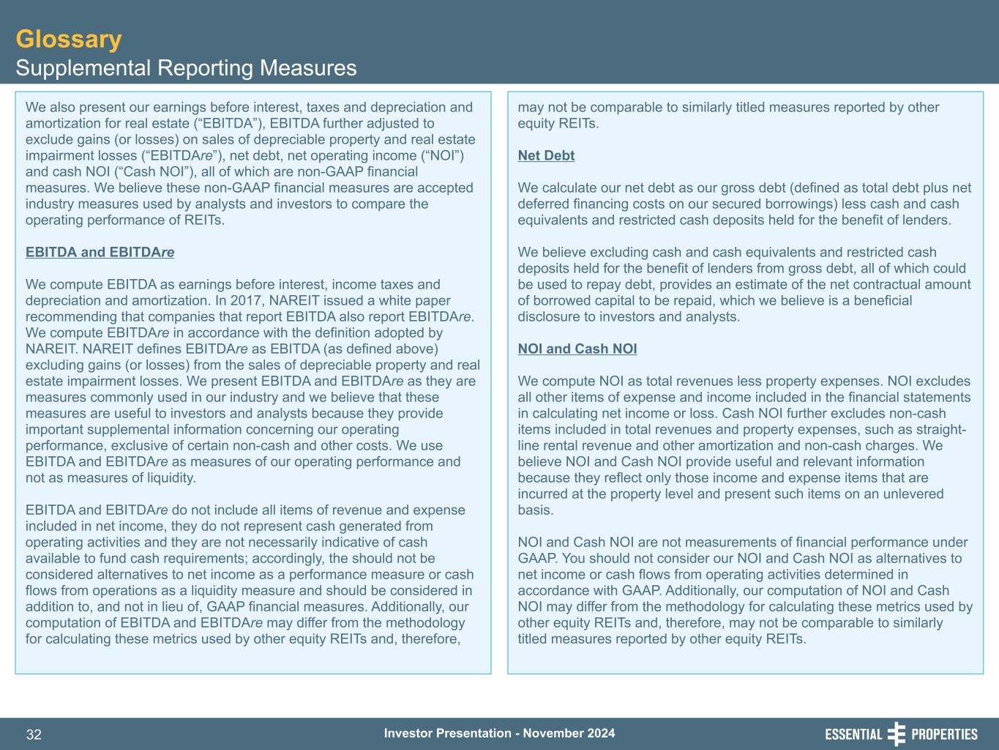 Glossary
Supplemental Reporting Measures
We also present our earnings before interest, taxes and depreciation and
amortization for real estate (“EBITDA”), EBITDA further adjusted to
exclude gains (or losses) on sales of depreciable property and real estate
impairment losses (“EBITDAre”), net debt, net operating income (“NOI”)
and cash NOI (“Cash NOI”), all of which are non-GAAP financial
measures. We believe these non-GAAP financial measures are accepted
industry measures used by analysts and investors to compare the
operating performance of REITs.
EBITDA and EBITDAre
We compute EBITDA as earnings before interest, income taxes and
depreciation and amortization. In 2017, NAREIT issued a white paper
recommending that companies that report EBITDA also report EBITDAre.
We compute EBITDAre in accordance with the definition adopted by
NAREIT. NAREIT defines EBITDAre as EBITDA (as defined above)
excluding gains (or losses) from the sales of depreciable property and real
estate impairment losses. We present EBITDA and EBITDAre as they are
measures commonly used in our industry and we believe that these
measures are useful to investors and analysts because they provide
important supplemental information concerning our operating
performance, exclusive of certain non-cash and other costs. We use
EBITDA and EBITDAre as measures of our operating performance and
not as measures of liquidity.
EBITDA and EBITDAre do not include all items of revenue and expense
included in net income, they do not represent cash generated from
operating activities and they are not necessarily indicative of cash
available to fund cash requirements; accordingly, the should not be
considered alternatives to net income as a performance measure or cash
flows from operations as a liquidity measure and should be considered in
addition to, and not in lieu of, GAAP financial measures. Additionally, our
computation of EBITDA and EBITDAre may differ from the methodology
for calculating these metrics used by other equity REITs and, therefore,
may not be comparable to similarly titled measures reported by other
equity REITs.
Net Debt
We calculate our net debt as our gross debt (defined as total debt plus net
deferred financing costs on our secured borrowings) less cash and cash
equivalents and restricted cash deposits held for the benefit of lenders.
We believe excluding cash and cash equivalents and restricted cash
deposits held for the benefit of lenders from gross debt, all of which could
be used to repay debt, provides an estimate of the net contractual amount
of borrowed capital to be repaid, which we believe is a beneficial
disclosure to investors and analysts.
NOI and Cash NOI
We compute NOI as total revenues less property expenses. NOI excludes
all other items of expense and income included in the financial statements
in calculating net income or loss. Cash NOI further excludes non-cash
items included in total revenues and property expenses, such as straight-
line rental revenue and other amortization and non-cash charges. We
believe NOI and Cash NOI provide useful and relevant information
because they reflect only those income and expense items that are
incurred at the property level and present such items on an unlevered
basis.
NOI and Cash NOI are not measurements of financial performance under
GAAP. You should not consider our NOI and Cash NOI as alternatives to
net income or cash flows from operating activities determined in
accordance with GAAP. Additionally, our computation of NOI and Cash
NOI may differ from the methodology for calculating these metrics used by
other equity REITs and, therefore, may not be comparable to similarly
titled measures reported by other equity REITs.
32
Investor Presentation - November 2024
ESSENTIAL PROPERTIES